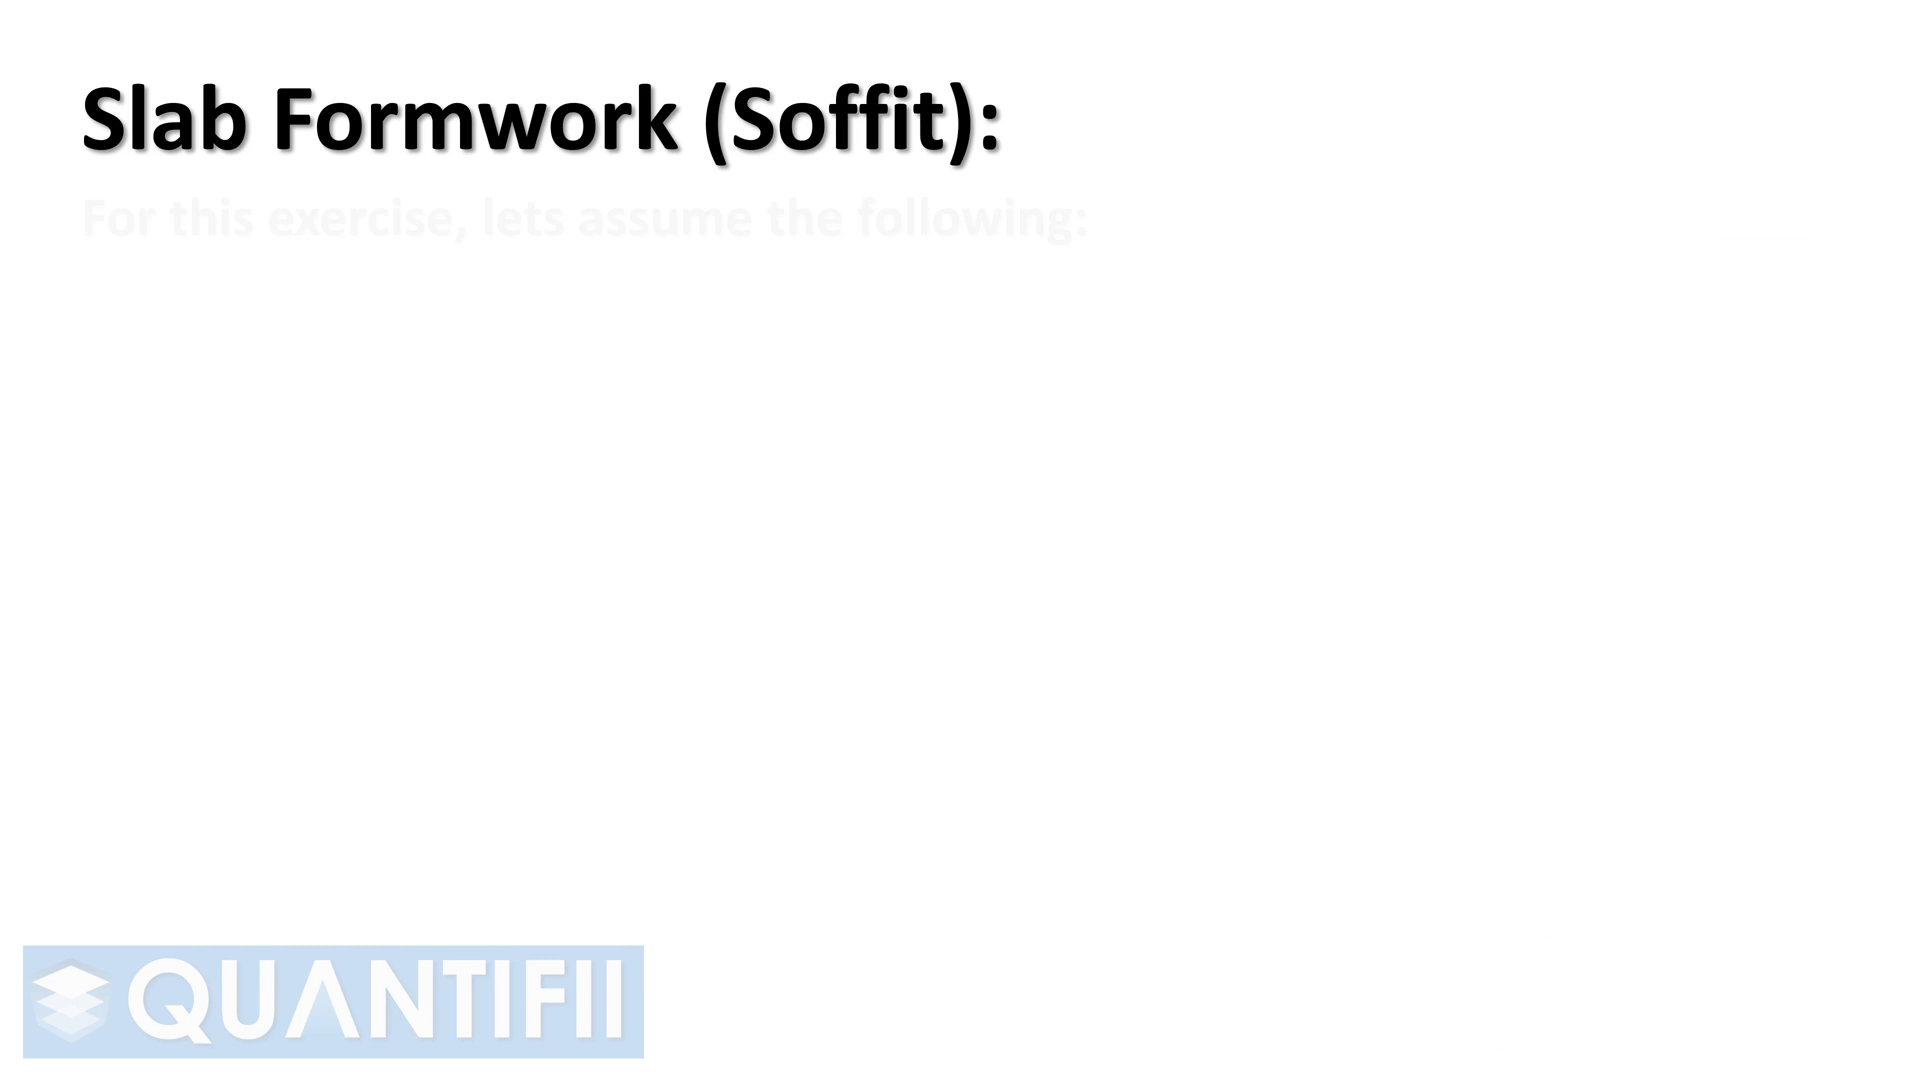 Slab Formwork (Soffit):
For this exercise, lets assume the following:
QUANTIFII